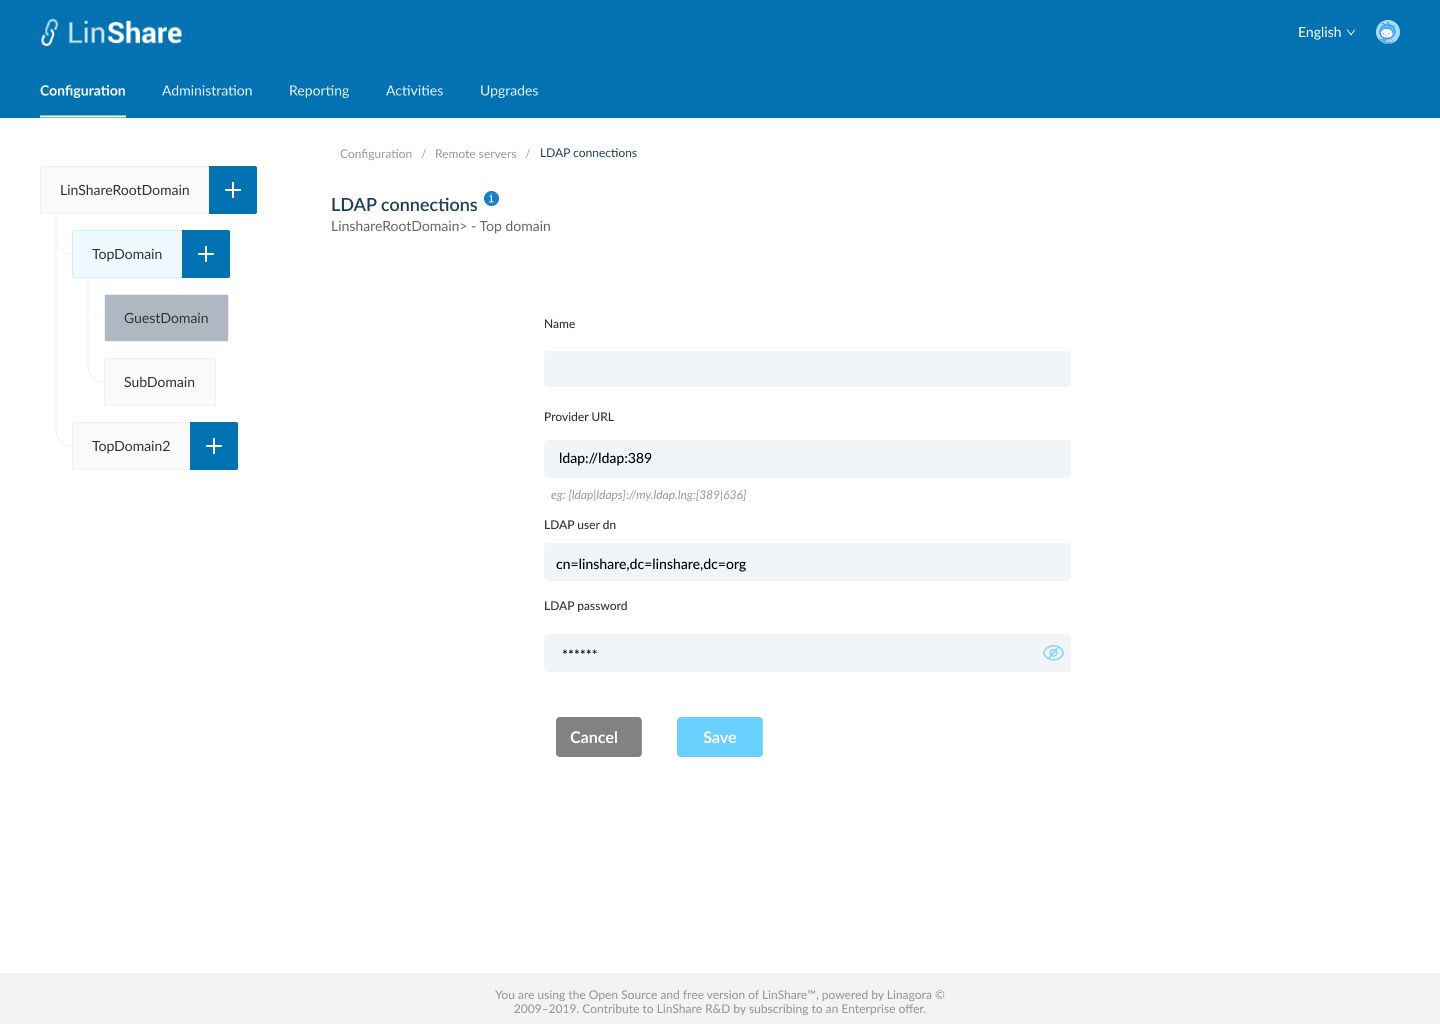 LinShare
English
Configuration Administration Reporting Activities Upgrades
Configuration / Remote servers / LDAP connections
LinShareRootDomain
TopDomain
GuestDomain
SubDomain
TopDomain2
LDAP connections
LinshareRootDomain> - Top domain
Name
Provider URL
ldap://ldap:389
eg: [ldap|ldaps]://my.ldap.lng:[389|636]
LDAP user dn
cn=linshare,dc=linshare,dc=org
LDAP password
******
Cancel Save
You are using the Open Source and free version of LinShare™, powered by Linagora ©
2009–2019. Contribute to LinShare R&D by subscribing to an Enterprise offer.